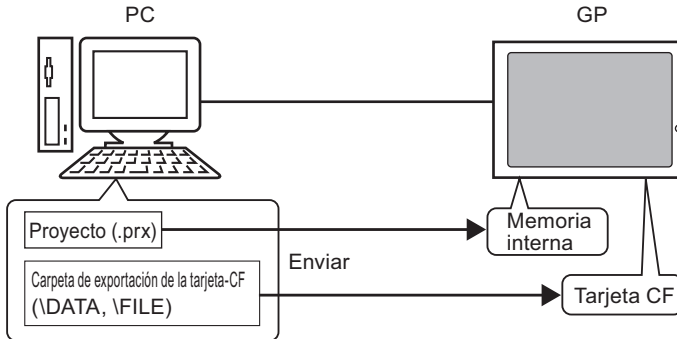 PC
GP
Proyecto (.prx)
Memoria
interna
Enviar
Carpeta de exportación de la tarjeta-CF
(\DATA, \FILE)
Tarjeta CF